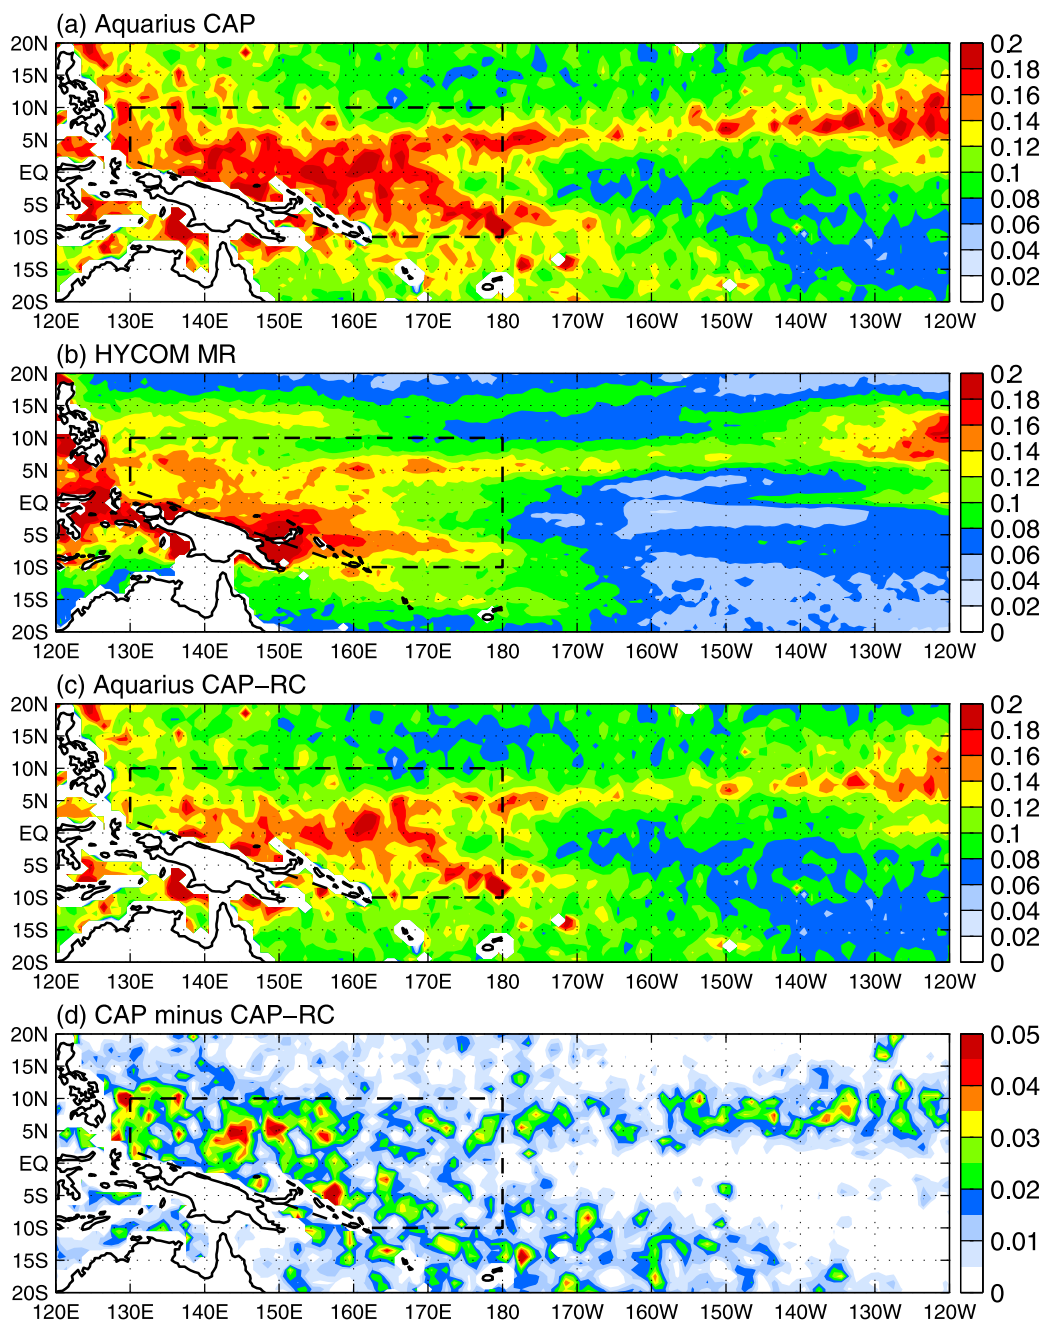 (a) Aquarius CAP
20N
15N
10N
5N
EQ
5S
10S
15S
20S
120E 130E 140E 150E 160E 170E 180 170W 160W 150W 140W 130W 120W
0.2
0.18
0.16
0.14
0.12
0.1
0.08
0.06
0.04
0.02
0
(b) HYCOM MR
20N
15N
10N
5N
EQ
5S
10S
15S
20S
120E 130E 140E 150E 160E 170E 180 170W 160W 150W 140W 130W 120W
0.2
0.18
0.16
0.14
0.12
0.1
0.08
0.06
0.04
0.02
0
(c) Aquarius CAP−RC
20N
15N
10N
5N
EQ
5S
10S
15S
20S
120E 130E 140E 150E 160E 170E 180 170W 160W 150W 140W 130W 120W
0.2
0.18
0.16
0.14
0.12
0.1
0.08
0.06
0.04
0.02
0
(d) CAP minus CAP−RC
20N
15N
10N
5N
EQ
5S
10S
15S
20S
120E 130E 140E 150E 160E 170E 180 170W 160W 150W 140W 130W 120W
0.05
0.04
0.03
0.02
0.01
0